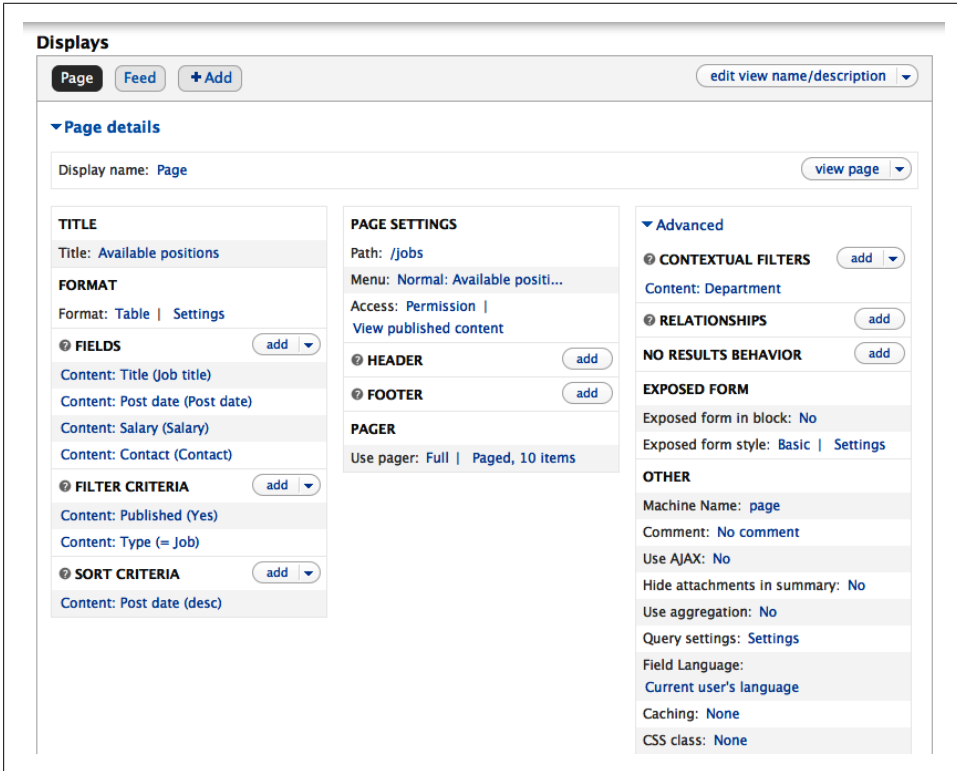 Displays
Page Feed +Add edit view name/description
Page details
Display name: Page view page
TITLE
Title: Available positions
FORMAT
Format: Table | Settings
FIELDS add
Content: Title (Job title)
Content: Post date (Post date)
Content: Salary (Salary)
Content: Contact (Contact)
FILTER CRITERIA add
Content: Published (Yes)
Content: Type (= Job)
SORT CRITERIA add
Content: Post date (desc)
PAGE SETTINGS
Path: /jobs
Menu: Normal: Available positi...
Access: Permission |
View published content
HEADER add
FOOTER add
PAGER
Use pager: Full | Paged, 10 items
Advanced
CONTEXTUAL FILTERS add
Content: Department
RELATIONSHIPS add
NO RESULTS BEHAVIOR add
EXPOSED FORM
Exposed form in block: No
Exposed form style: Basic | Settings
OTHER
Machine Name: page
Comment: No comment
Use AJAX: No
Hide attachments in summary: No
Use aggregation: No
Query settings: Settings
Field Language:
Current user's language
Caching: None
CSS class: None